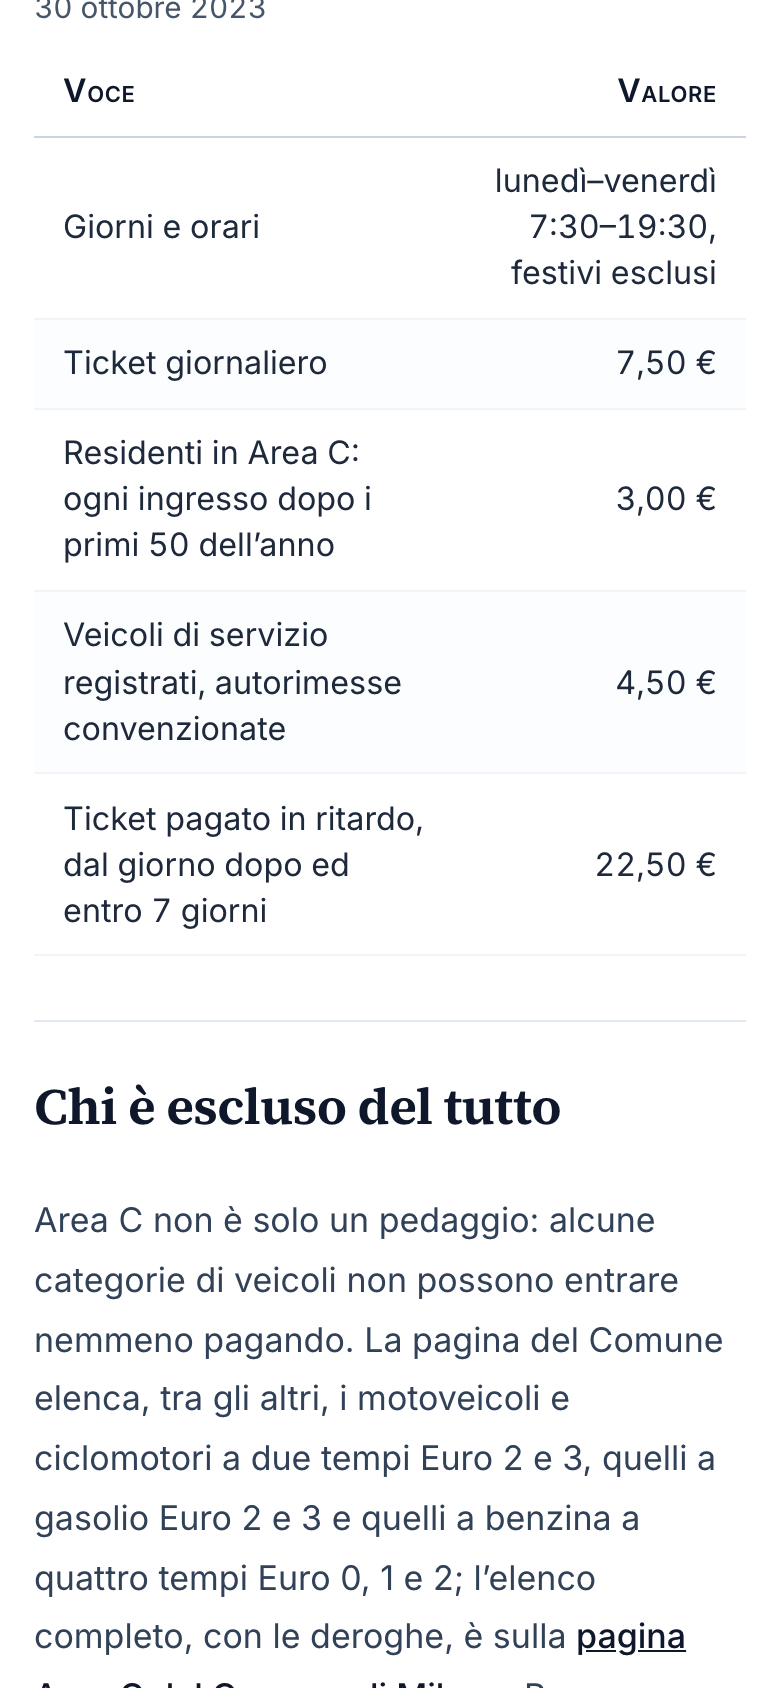 30 ottobre 2023
Voce Valore
lunedì–venerdì
Giorni e orari 7:30–19:30,
festivi esclusi
Ticket giornaliero 7,50 €
Residenti in Area C:
ogni ingresso dopo i 3,00 €
primi 50 dell’anno
Veicoli di servizio
registrati, autorimesse 4,50 €
convenzionate
Ticket pagato in ritardo,
dal giorno dopo ed 22,50 €
entro 7 giorni
Chi è escluso del tutto
Area C non è solo un pedaggio: alcune
categorie di veicoli non possono entrare
nemmeno pagando. La pagina del Comune
elenca, tra gli altri, i motoveicoli e
ciclomotori a due tempi Euro 2 e 3, quelli a
gasolio Euro 2 e 3 e quelli a benzina a
quattro tempi Euro 0, 1 e 2; l’elenco
completo, con le deroghe, è sulla pagina